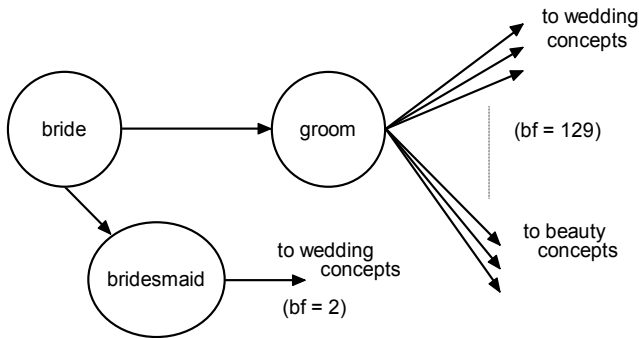 to wedding
concepts
bride
groom
(bf = 129)
to beauty
concepts
bridesmaid
to wedding
concepts
(bf = 2)